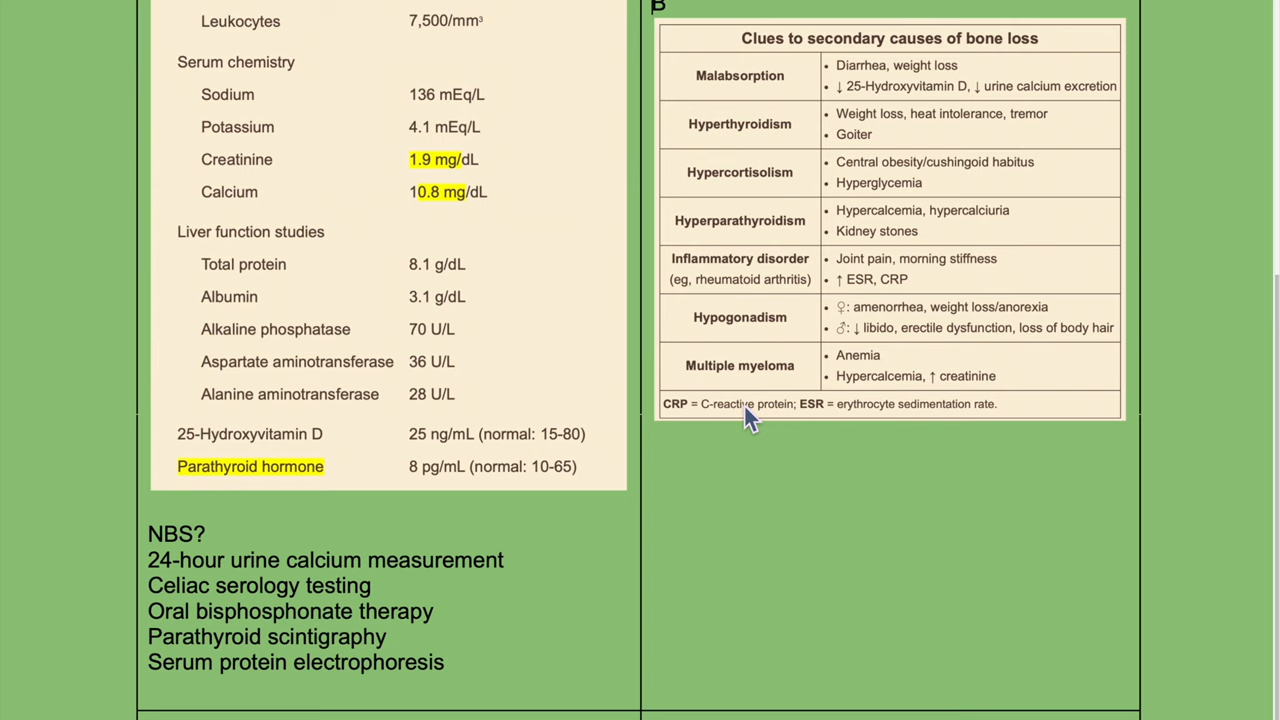 Leukocytes 7,500/mm³
Serum chemistry
Sodium 136 mEq/L
Potassium 4.1 mEq/L
Creatinine 1.9 mg/dL
Calcium 10.8 mg/dL
Liver function studies
Total protein 8.1 g/dL
Albumin 3.1 g/dL
Alkaline phosphatase 70 U/L
Aspartate aminotransferase 36 U/L
Alanine aminotransferase 28 U/L
25-Hydroxyvitamin D 25 ng/mL (normal: 15-80)
Parathyroid hormone 8 pg/mL (normal: 10-65)
NBS?
24-hour urine calcium measurement
Celiac serology testing
Oral bisphosphonate therapy
Parathyroid scintigraphy
Serum protein electrophoresis
B
Clues to secondary causes of bone loss
Malabsorption
• Diarrhea, weight loss
• ↓ 25-Hydroxyvitamin D, ↓ urine calcium excretion
Hyperthyroidism
• Weight loss, heat intolerance, tremor
• Goiter
Hypercortisolism
• Central obesity/cushingoid habitus
• Hyperglycemia
Hyperparathyroidism
• Hypercalcemia, hypercalciuria
• Kidney stones
Inflammatory disorder
(eg, rheumatoid arthritis)
• Joint pain, morning stiffness
• ↑ ESR, CRP
Hypogonadism
• ♀: amenorrhea, weight loss/anorexia
• ♂: ↓ libido, erectile dysfunction, loss of body hair
Multiple myeloma
• Anemia
• Hypercalcemia, ↑ creatinine
CRP = C-reactive protein; ESR = erythrocyte sedimentation rate.